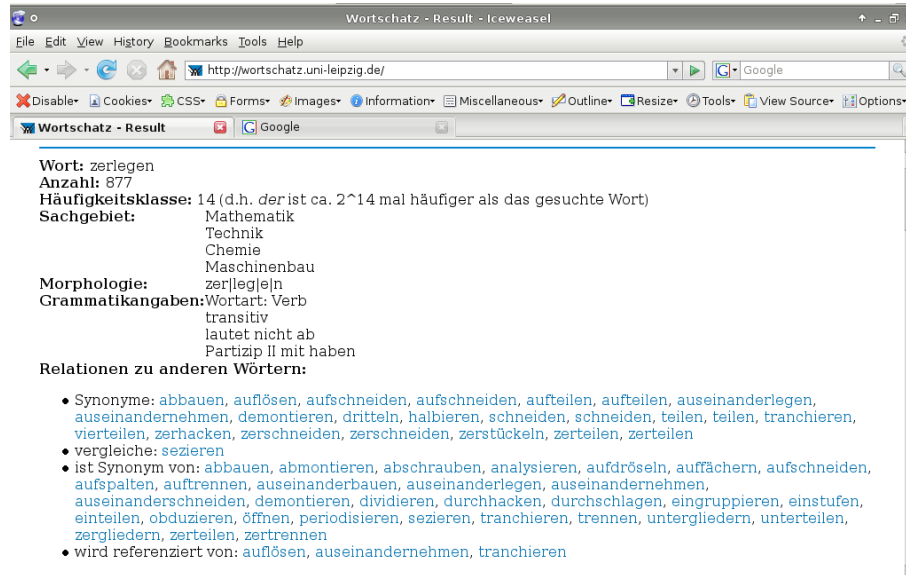 Wortschatz - Result - Iceweasel
File Edit View History Bookmarks Tools Help
http://wortschatz.uni-leipzig.de/ G Google
Disable Cookies CSS Forms Images Information Miscellaneous Outline Resize Tools View Source Options
Wortschatz - Result G Google
Wort: zerlegen
Anzahl: 877
Häufigkeitsklasse: 14 (d.h. der ist ca. 2^14 mal häufiger als das gesuchte Wort)
Sachgebiet: Mathematik
Technik
Chemie
Maschinenbau
Morphologie: zer|leg|e|n
Grammatikangaben: Wortart: Verb
transitiv
lautet nicht ab
Partizip II mit haben
Relationen zu anderen Wörtern:
• Synonyme: abbauen, auflösen, aufschneiden, aufschneiden, aufteilen, aufteilen, auseinanderlegen,
auseinandernehmen, demontieren, dritteln, halbieren, schneiden, schneiden, teilen, teilen, tranchieren,
vierteilen, zerhacken, zerschneiden, zerschneiden, zerstückeln, zerteilen, zerteilen
• vergleiche: sezieren
• ist Synonym von: abbauen, abmontieren, abschrauben, analysieren, aufdröseln, auffächern, aufschneiden,
aufspalten, auftrennen, auseinanderbauen, auseinanderlegen, auseinandernehmen,
auseinanderschneiden, demontieren, dividieren, durchhacken, durchschlagen, eingruppieren, einstufen,
einteilen, obduzieren, öffnen, periodisieren, sezieren, tranchieren, trennen, untergliedern, unterteilen,
zergliedern, zerteilen, zertrennen
• wird referenziert von: auflösen, auseinandernehmen, tranchieren